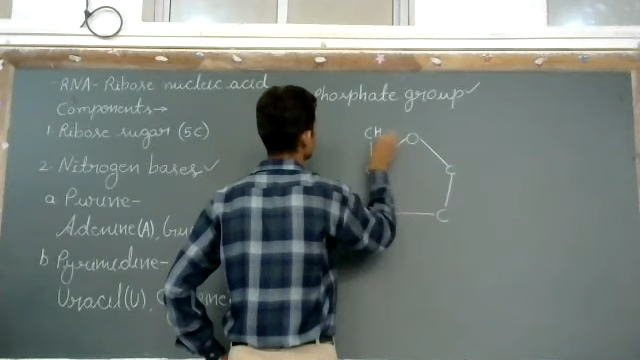 - RNA - Ribose nucleic acid
Components →
1. Ribose sugar (5C)
2. Nitrogen bases ✓
a Purine -
Adenine (A),
b Pyrimidine -
Uracil (U),
Phosphate group ✓
CH O
C
C